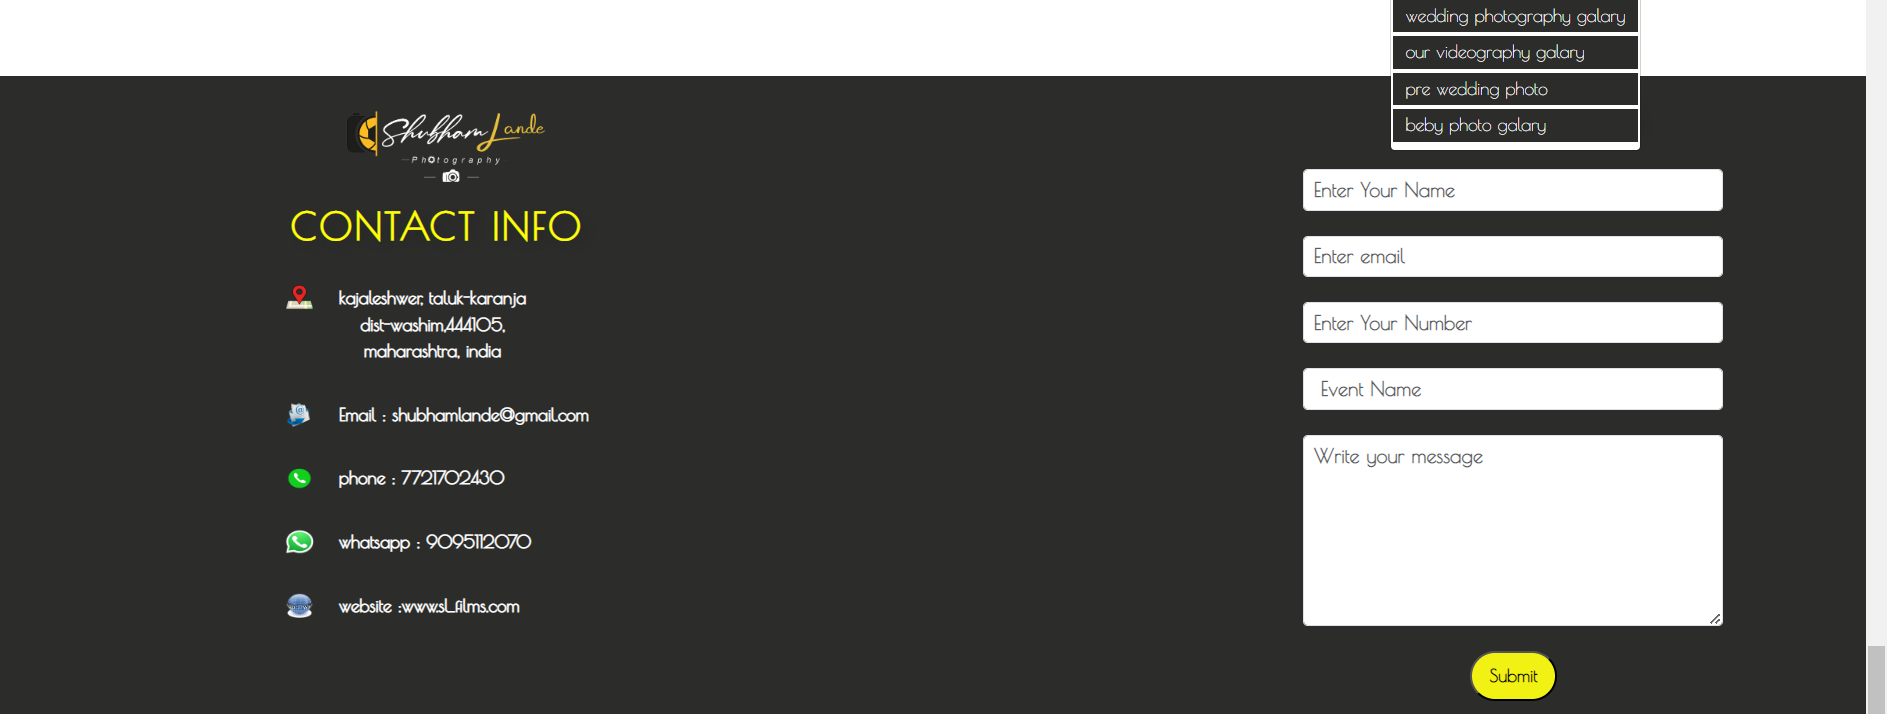 wedding photography galary
our videography galary
pre wedding photo
beby photo galary
Shubham Lande
Photography
CONTACT INFO
kajaleshwer, taluk-karanja
dist-washim,444105,
maharashtra, india
Email : shubhamlande@gmail.com
phone : 7721702430
whatsapp : 9095112070
website :www.sl_films.com
Enter Your Name
Enter email
Enter Your Number
Event Name
Write your message
Submit